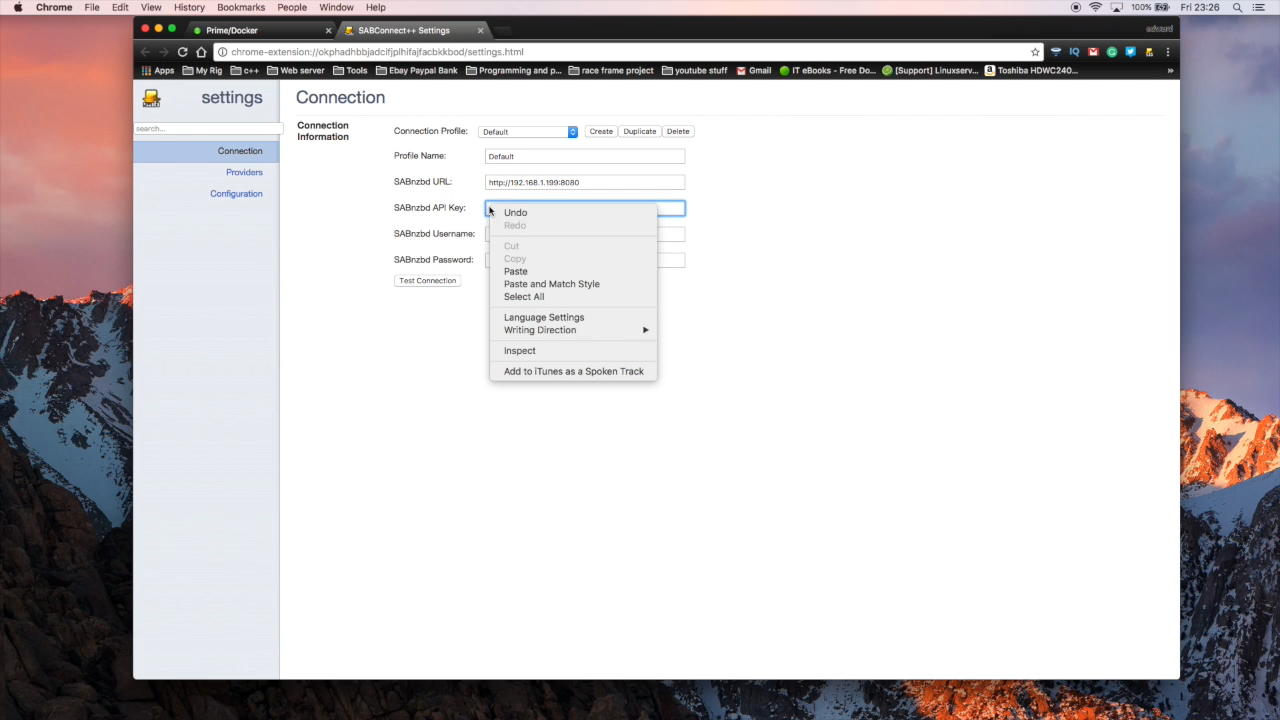 Chrome File Edit View History Bookmarks People Window Help 100% Fri 23:26
Prime/Docker SABConnect++ Settings edward
chrome-extension://okphadhbbjadcifjplhifajfacbkkbod/settings.html
Apps My Rig c++ Web server Tools Ebay Paypal Bank Programming and p... race frame project youtube stuff Gmail IT eBooks - Free Do... [Support] Linuxserv... Toshiba HDWC240... »
settings
search...
Connection
Providers
Configuration
Connection
Connection
Information
Connection Profile: Default Create Duplicate Delete
Profile Name: Default
SABnzbd URL: http://192.168.1.199:8080
SABnzbd API Key:
SABnzbd Username:
SABnzbd Password:
Test Connection
Undo
Redo
Cut
Copy
Paste
Paste and Match Style
Select All
Language Settings
Writing Direction
Inspect
Add to iTunes as a Spoken Track